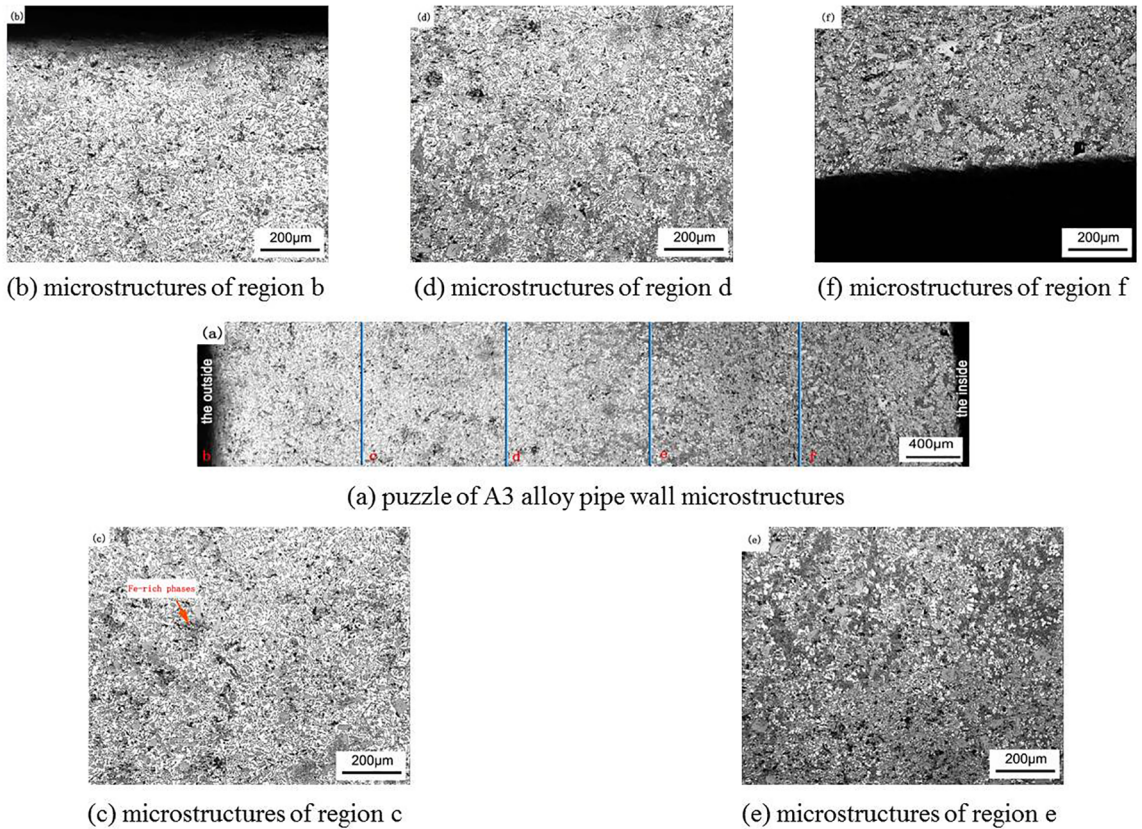 (b)
200μm
(b) microstructures of region b
(d)
200μm
(d) microstructures of region d
(f)
200μm
(f) microstructures of region f
(a)
the outside
b
c
d
e
f
400μm
the inside
(a) puzzle of A3 alloy pipe wall microstructures
(c)
Fe-rich phases
200μm
(c) microstructures of region c
(e)
200μm
(e) microstructures of region e